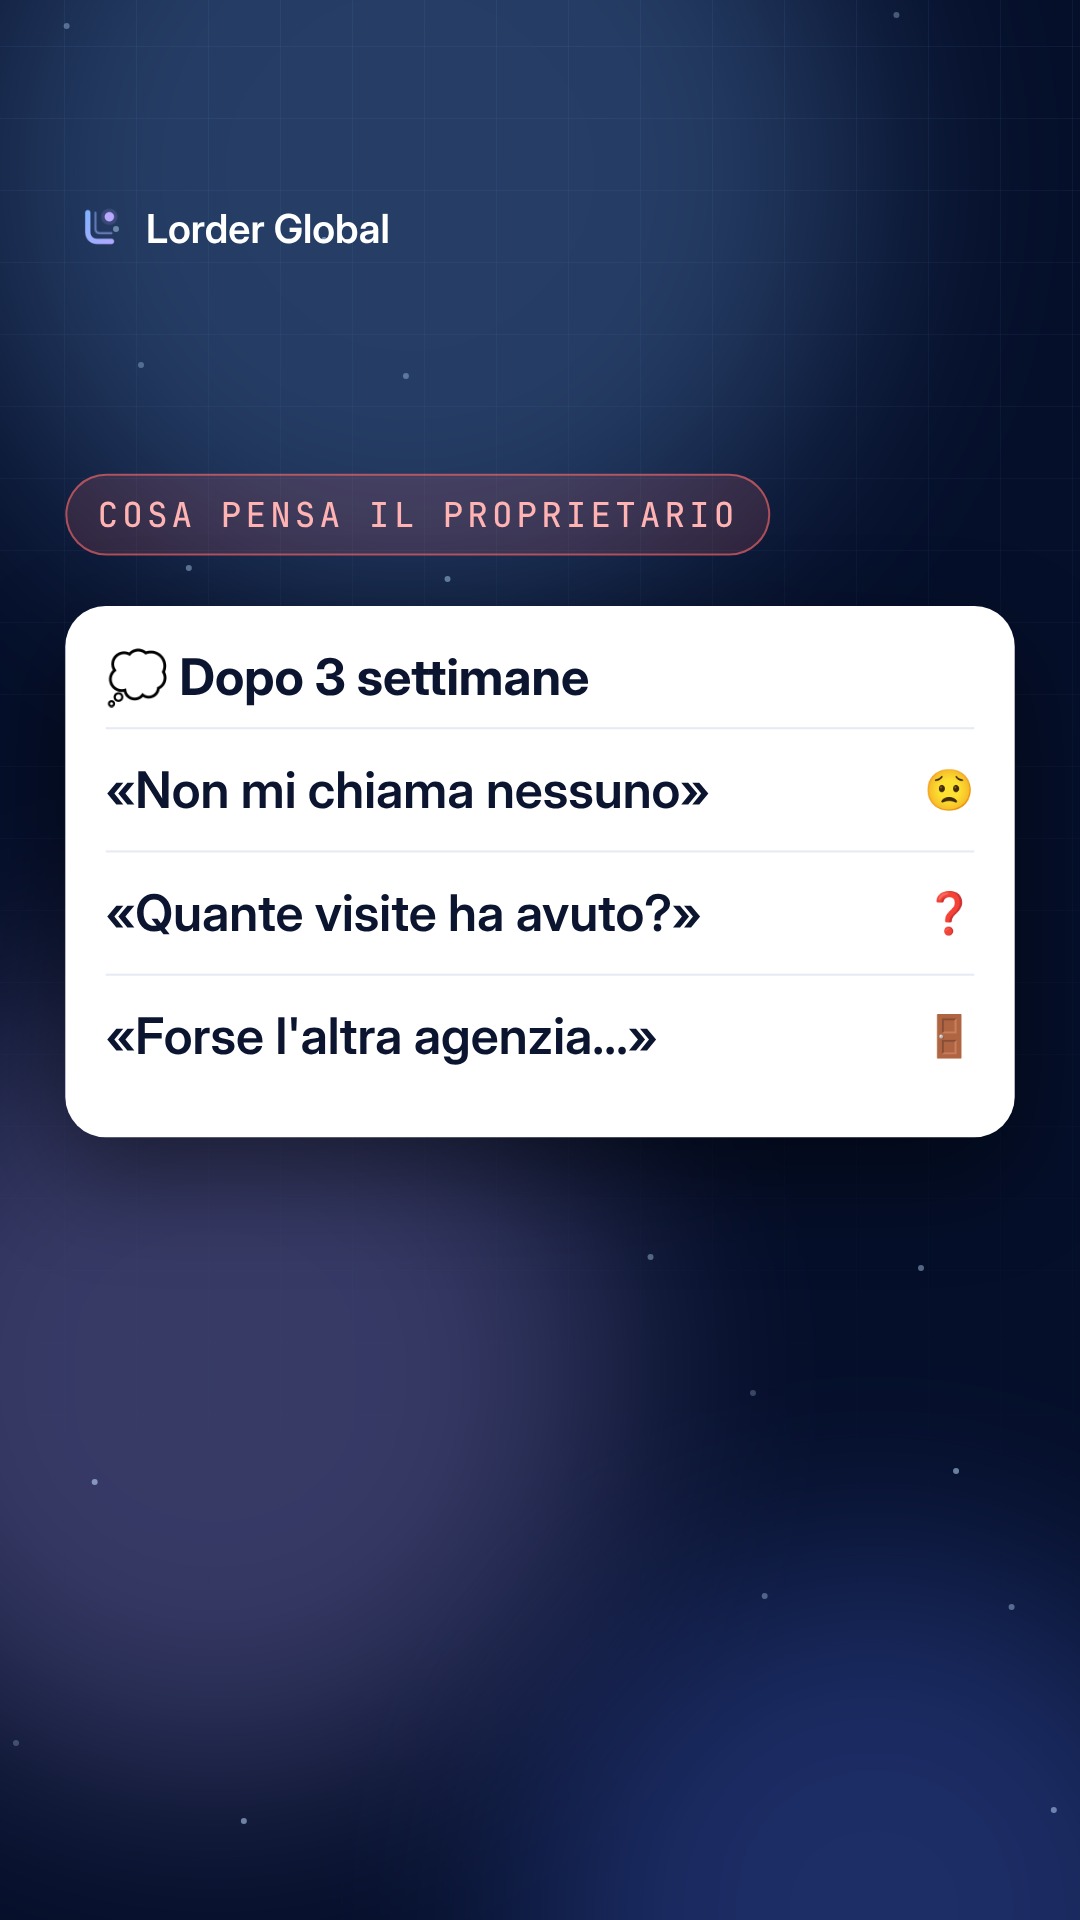 Lorder Global
COSA PENSA IL PROPRIETARIO
💭 Dopo 3 settimane
«Non mi chiama nessuno» 😟
«Quante visite ha avuto?» ❓
«Forse l'altra agenzia...» 🚪